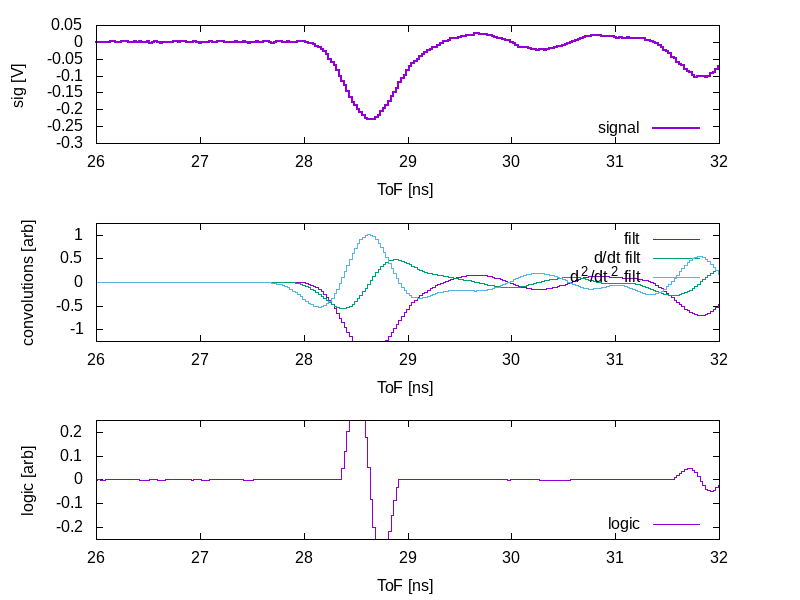 0.05
0
-0.05
-0.1
-0.15
-0.2
-0.25
-0.3
sig [V]
signal
26 27 28 29 30 31 32
ToF [ns]
1
0.5
0
-0.5
-1
convolutions [arb]
filt
d/dt filt
d²/dt² filt
26 27 28 29 30 31 32
ToF [ns]
0.2
0.1
0
-0.1
-0.2
logic [arb]
logic
26 27 28 29 30 31 32
ToF [ns]